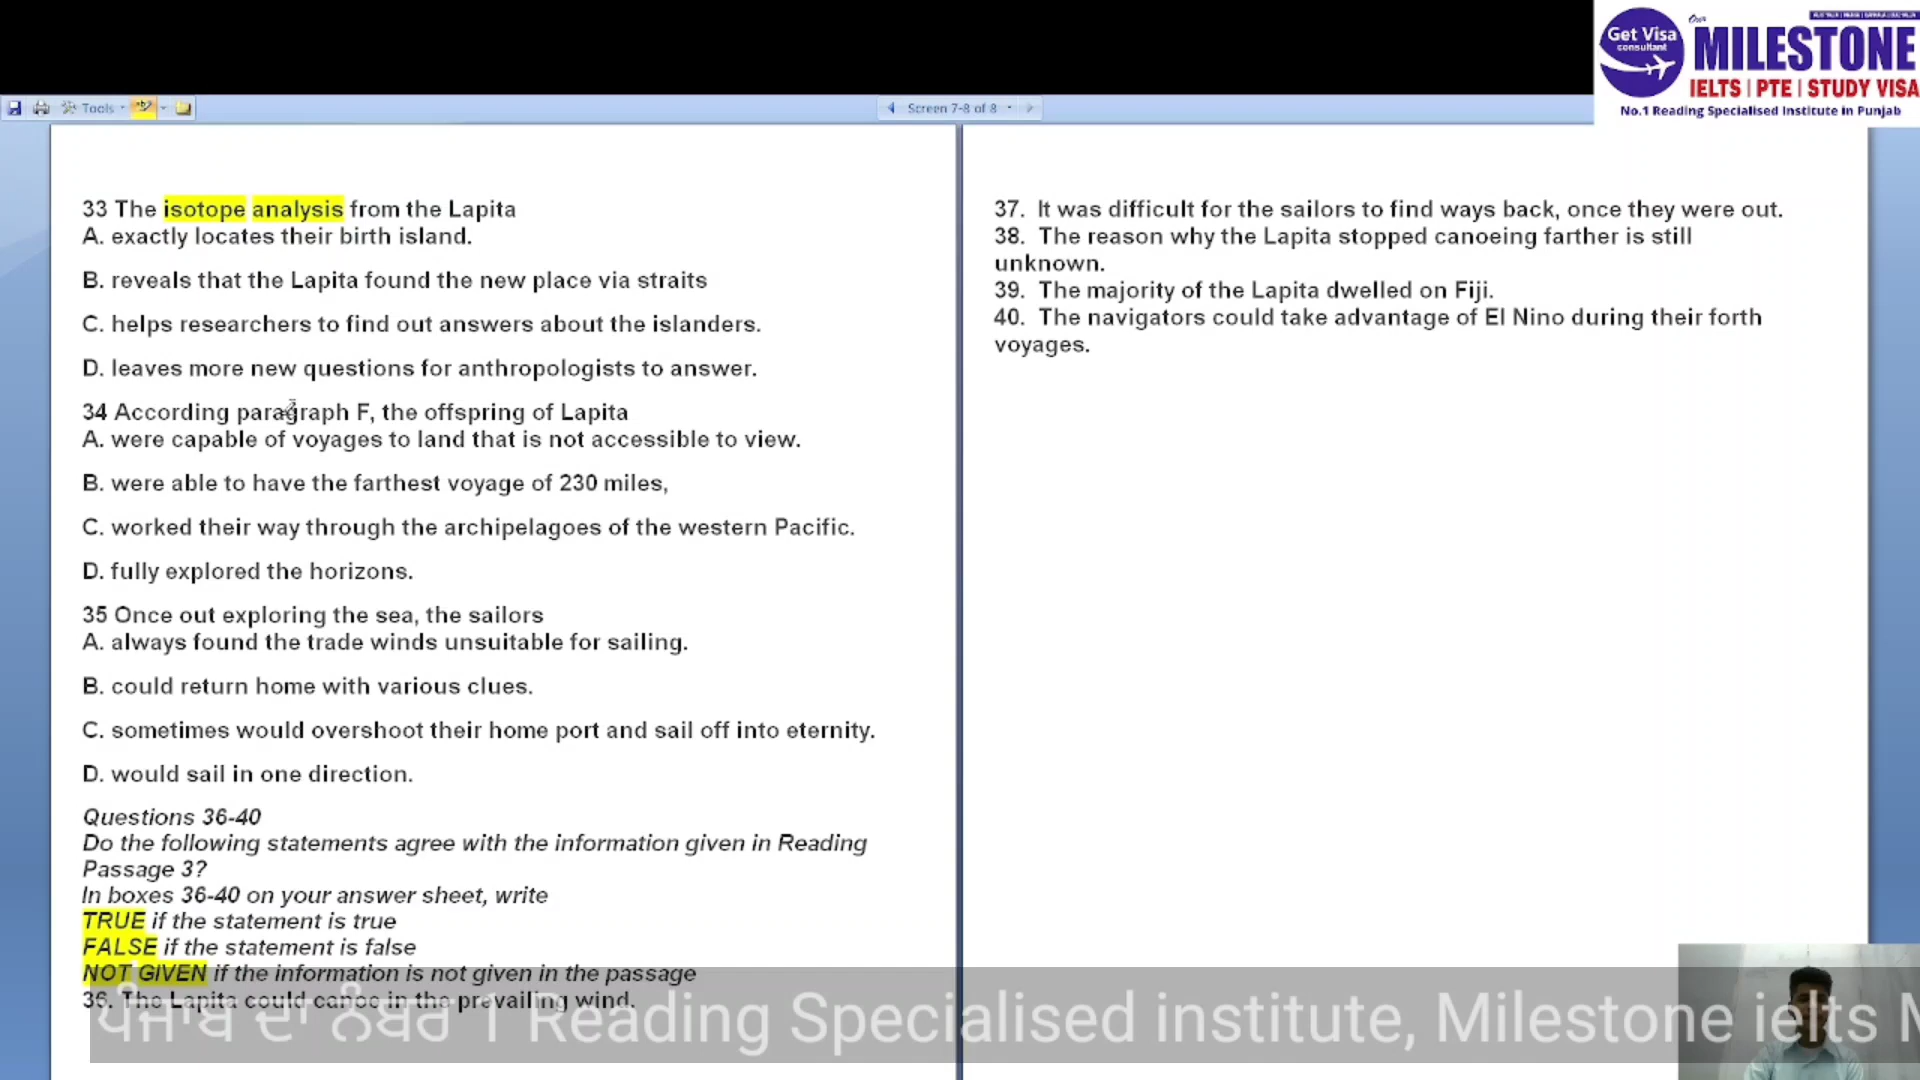 Our
Get Visa
consultant
MILESTONE
IELTS | PTE | STUDY VISA
No.1 Reading Specialised Institute in Punjab
Tools
Screen 7-8 of 8
33 The isotope analysis from the Lapita
A. exactly locates their birth island.
B. reveals that the Lapita found the new place via straits
C. helps researchers to find out answers about the islanders.
D. leaves more new questions for anthropologists to answer.
34 According paragraph F, the offspring of Lapita
A. were capable of voyages to land that is not accessible to view.
B. were able to have the farthest voyage of 230 miles,
C. worked their way through the archipelagoes of the western Pacific.
D. fully explored the horizons.
35 Once out exploring the sea, the sailors
A. always found the trade winds unsuitable for sailing.
B. could return home with various clues.
C. sometimes would overshoot their home port and sail off into eternity.
D. would sail in one direction.
Questions 36-40
Do the following statements agree with the information given in Reading
Passage 3?
In boxes 36-40 on your answer sheet, write
TRUE if the statement is true
FALSE if the statement is false
NOT GIVEN if the information is not given in the passage
36. The Lapita could canoe in the prevailing wind.
37. It was difficult for the sailors to find ways back, once they were out.
38. The reason why the Lapita stopped canoeing farther is still
unknown.
39. The majority of the Lapita dwelled on Fiji.
40. The navigators could take advantage of El Nino during their forth
voyages.
ਪੰਜਾਬ ਦਾ ਨੰਬਰ 1 Reading Specialised institute, Milestone ielts M